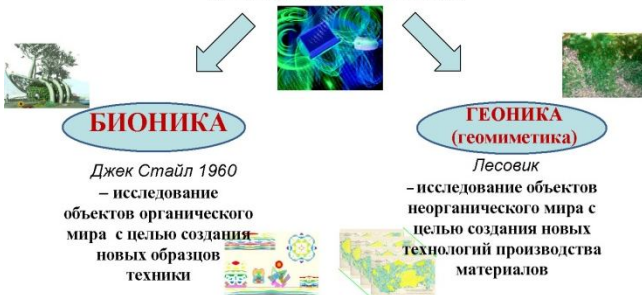 БИОНИКА
Джек Стайл 1960
– исследование
объектов органического
мира с целью создания
новых образцов
техники
ГЕОНИКА
(геомиметика)
Лесовик
–исследование объектов
неорганического мира с
целью создания новых
технологий производства
материалов